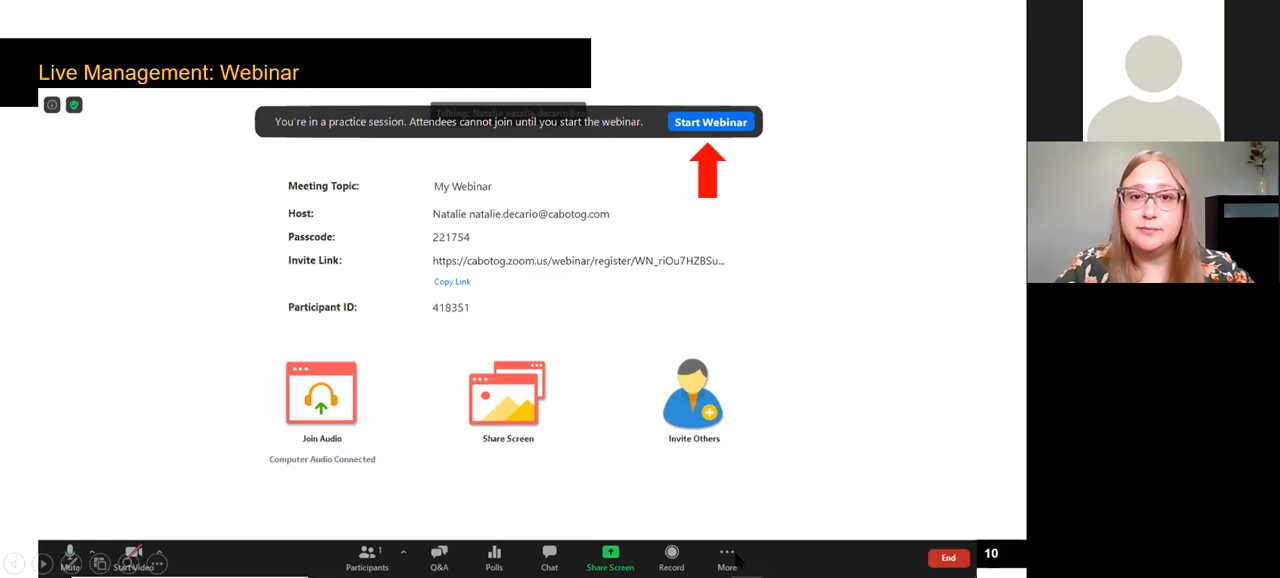 Live Management: Webinar
You're in a practice session. Attendees cannot join until you start the webinar.
Start Webinar
Meeting Topic: My Webinar
Host: Natalie natalie.decario@cabotog.com
Passcode: 221754
Invite Link: https://cabotog.zoom.us/webinar/register/WN_riOu7HZBSu...
Copy Link
Participant ID: 418351
Join Audio Share Screen Invite Others
Computer Audio Connected
Mute Start Video Participants 1 Q&A Polls Chat Share Screen Record More End 10